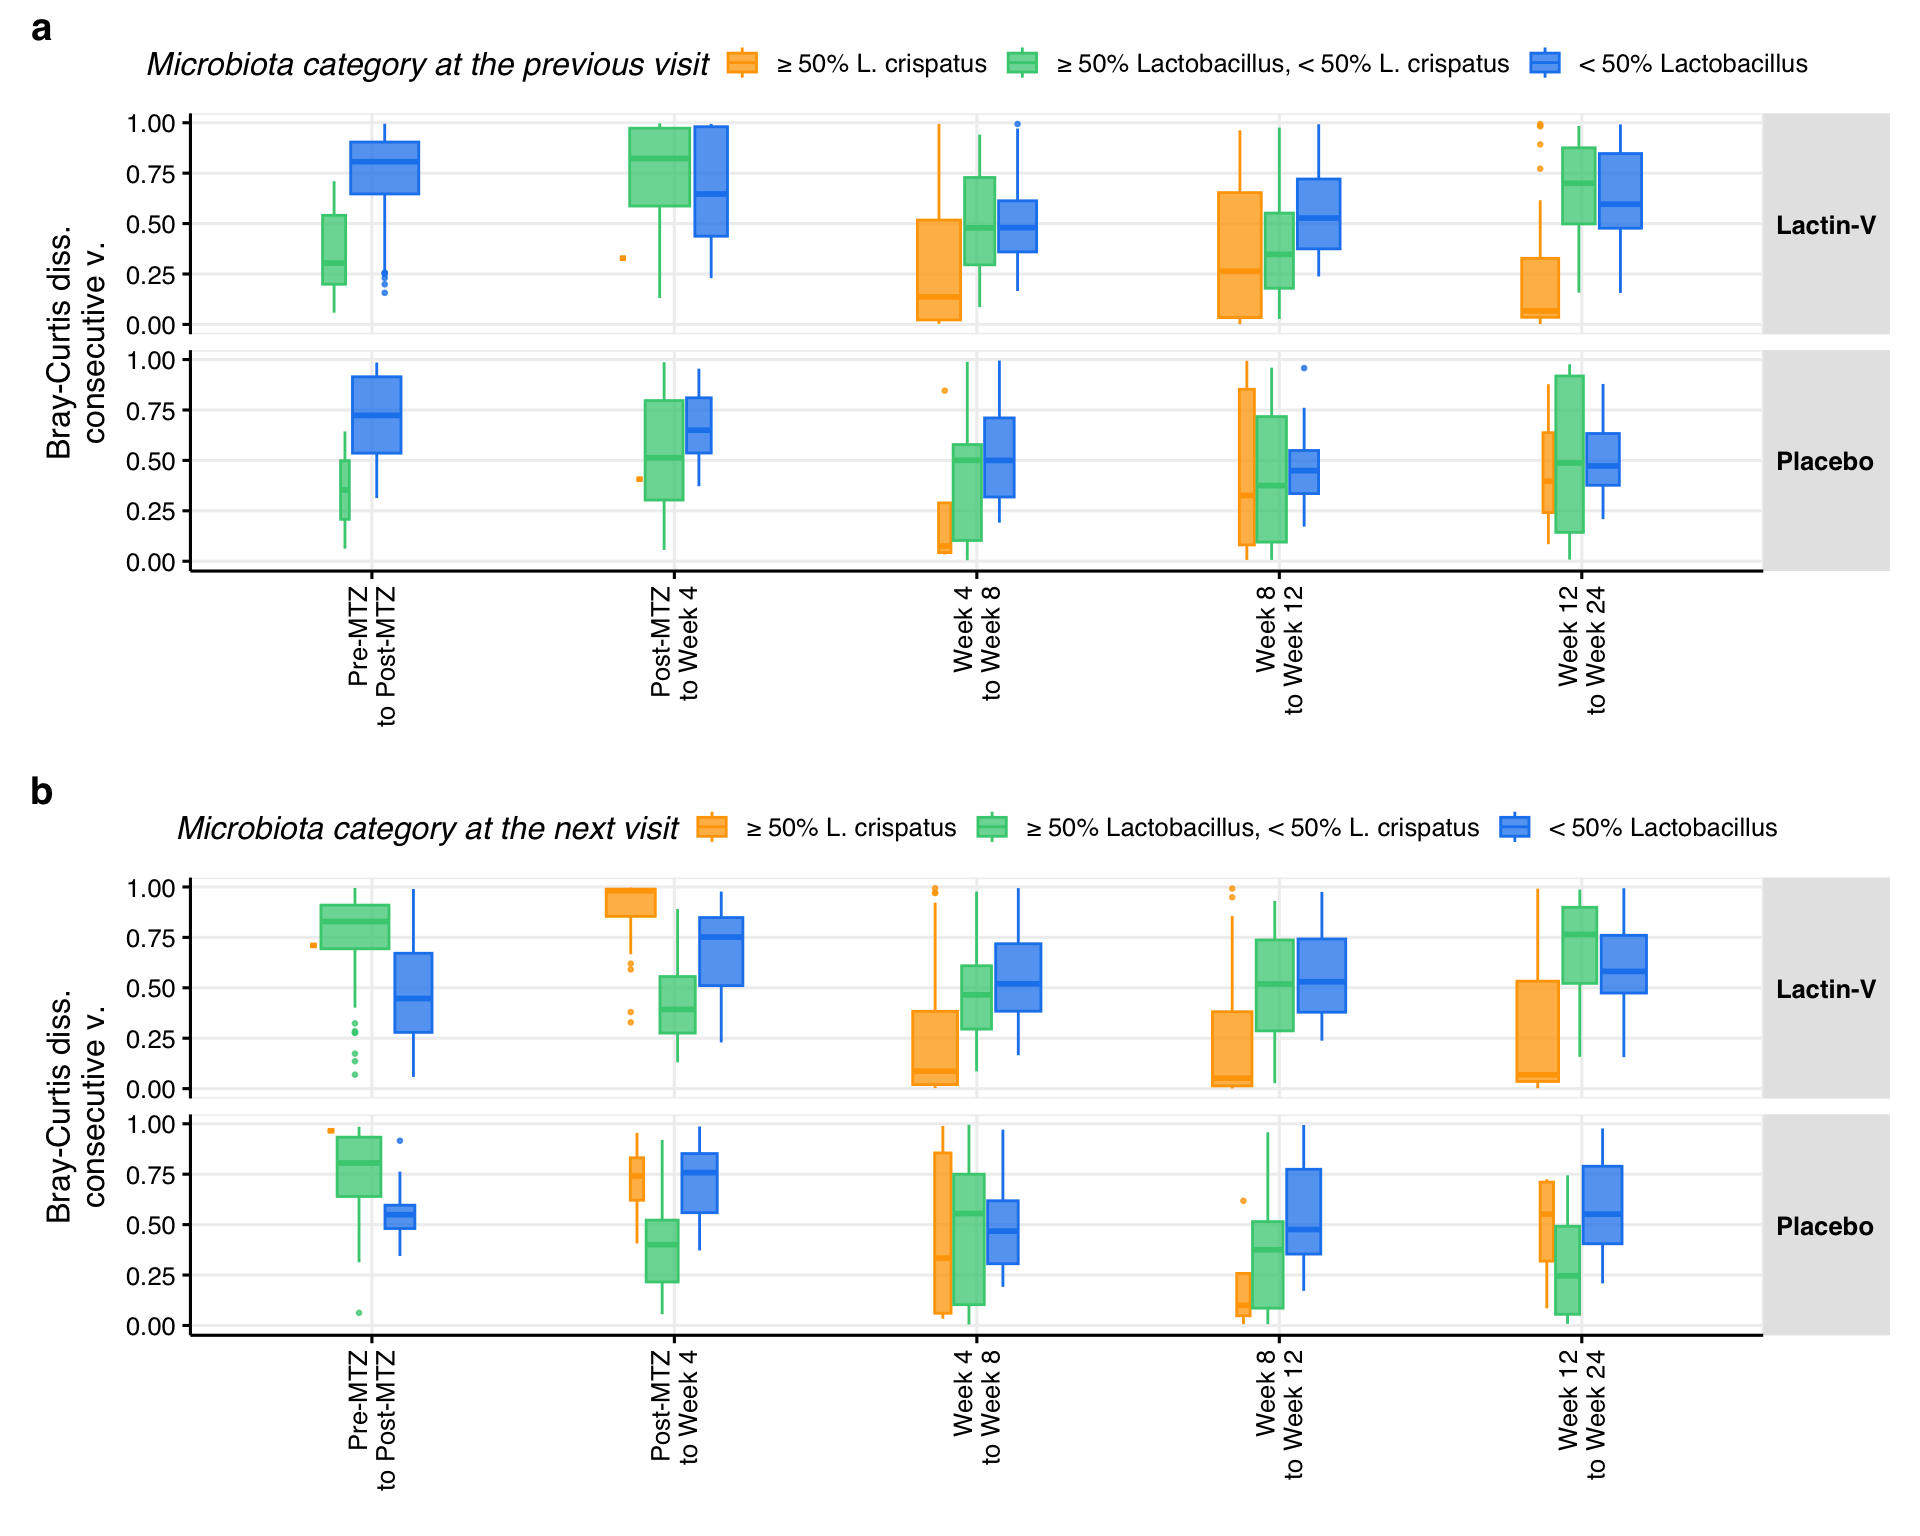 a
Microbiota category at the previous visit ≥ 50% L. crispatus ≥ 50% Lactobacillus, < 50% L. crispatus < 50% Lactobacillus
Bray-Curtis diss.
consecutive v.
1.00
0.75
0.50
0.25
0.00
Lactin-V
1.00
0.75
0.50
0.25
0.00
Placebo
Pre-MTZ
to Post-MTZ
Post-MTZ
to Week 4
Week 4
to Week 8
Week 8
to Week 12
Week 12
to Week 24
b
Microbiota category at the next visit ≥ 50% L. crispatus ≥ 50% Lactobacillus, < 50% L. crispatus < 50% Lactobacillus
Bray-Curtis diss.
consecutive v.
1.00
0.75
0.50
0.25
0.00
Lactin-V
1.00
0.75
0.50
0.25
0.00
Placebo
Pre-MTZ
to Post-MTZ
Post-MTZ
to Week 4
Week 4
to Week 8
Week 8
to Week 12
Week 12
to Week 24